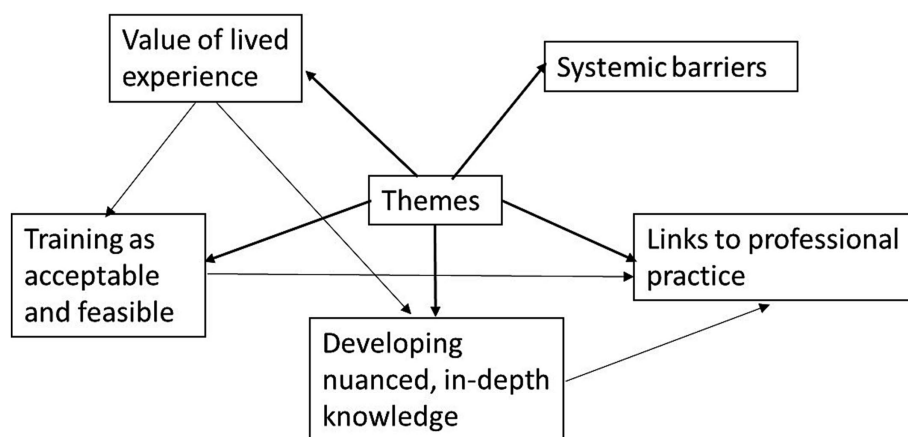 Value of lived
experience
Systemic barriers
Themes
Training as
acceptable
and feasible
Links to professional
practice
Developing
nuanced, in-depth
knowledge